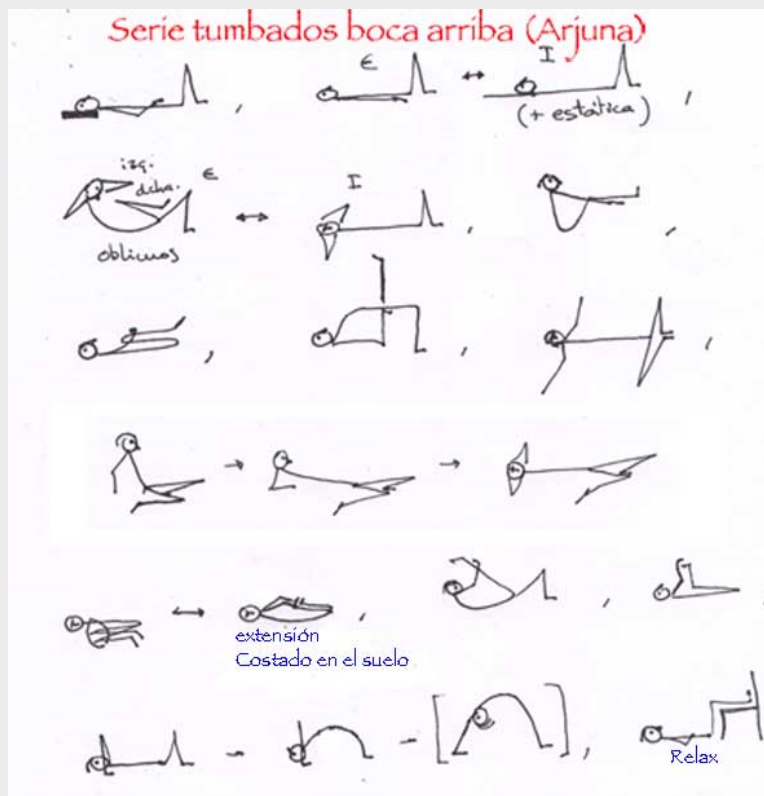 Serie tumbados boca arriba (Arjuna)
E
I
(+ estática)
izq.
dcha.
E
I
oblicuos
extensión
Costado en el suelo
Relax